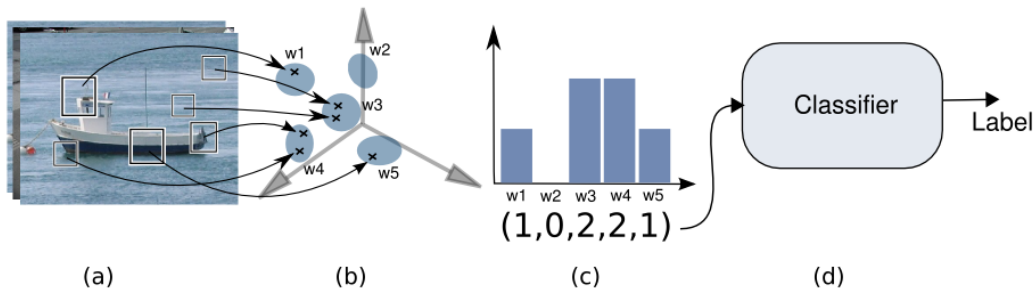 w1
w2
w3
w4
w5
w1 w2 w3 w4 w5
(1,0,2,2,1)
Classifier
Label
(a) (b) (c) (d)